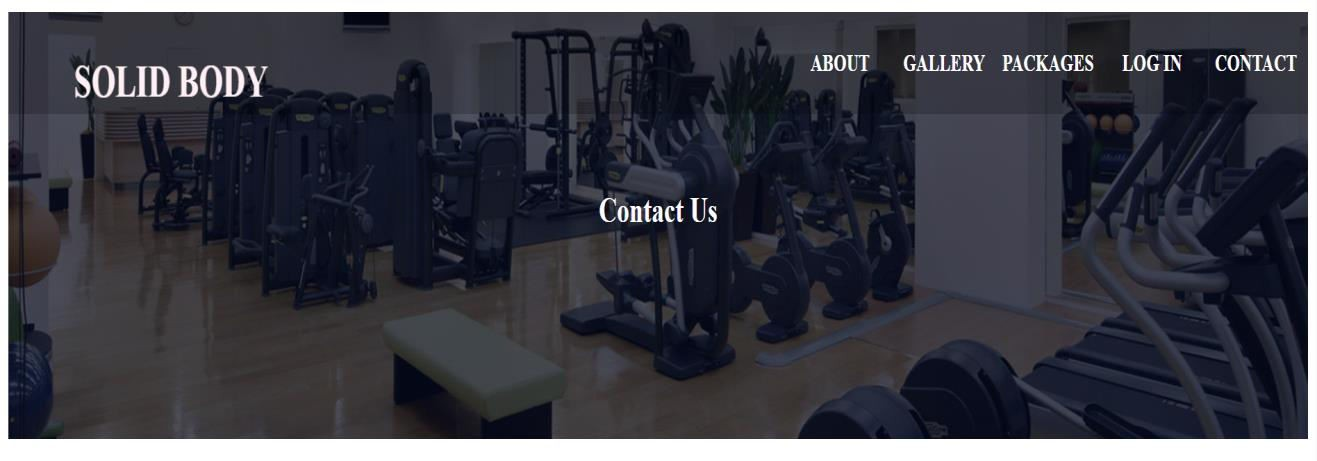 SOLID BODY
ABOUT GALLERY PACKAGES LOG IN CONTACT
Contact Us